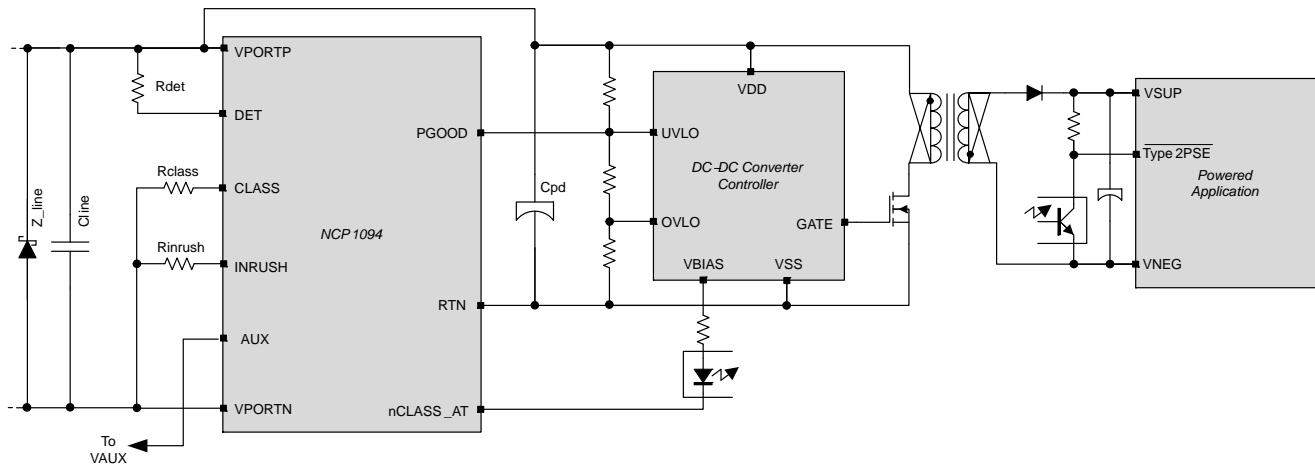 VPORTP
Rdet
DET
Rclass
CLASS
Z_line
Cline
Rinrush
INRUSH
AUX
VPORTN
To
VAUX
NCP1094
PGOOD
RTN
nCLASS_AT
Cpd
VDD
UVLO
DC-DC Converter
Controller
OVLO
GATE
VBIAS
VSS
VSUP
Type 2PSE
Powered
Application
VNEG